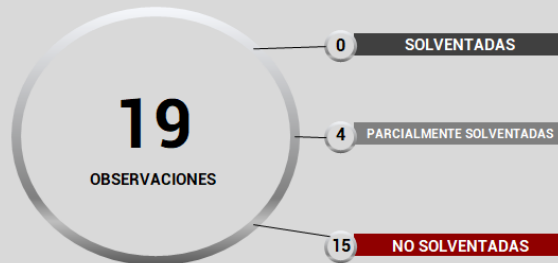 19
OBSERVACIONES
0 SOLVENTADAS
4 PARCIALMENTE SOLVENTADAS
15 NO SOLVENTADAS